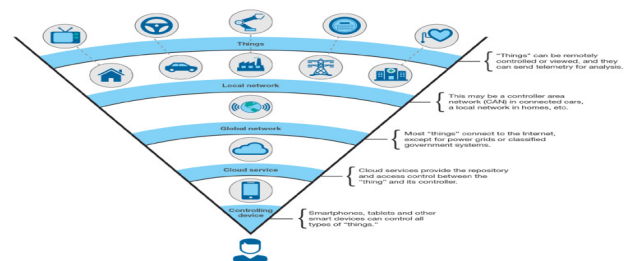 Things
"Things" can be remotely
controlled or viewed, and they
can send telemetry for analysis.
Local network
This may be a controller area
network (CAN) in connected cars,
a local network in homes, etc.
Global network
Most "things" connect to the Internet,
except for power grids or classified
government systems.
Cloud service
Cloud services provide the repository
and access control between the
"thing" and its controller.
Controlling
device
Smartphones, tablets and other
smart devices can control all
types of "things."